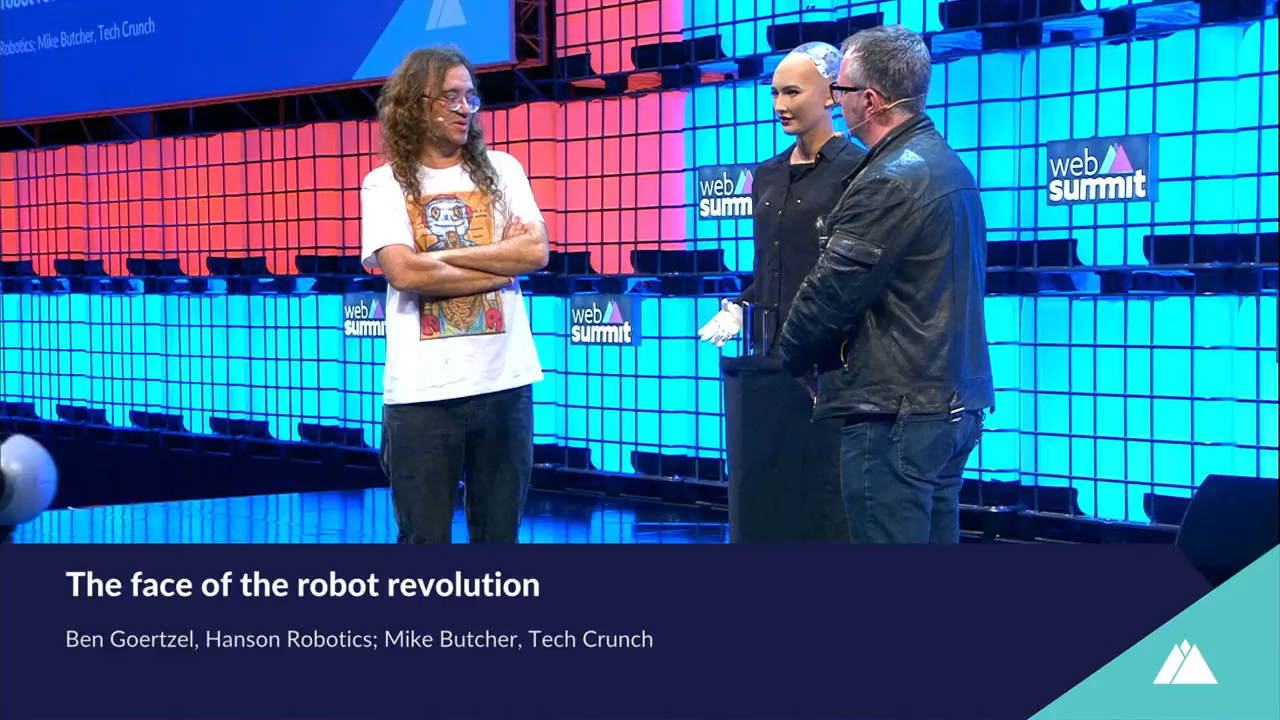 Robotics; Mike Butcher, Tech Crunch
web
summit
web
summit
web
summit
web
summit
The face of the robot revolution
Ben Goertzel, Hanson Robotics; Mike Butcher, Tech Crunch